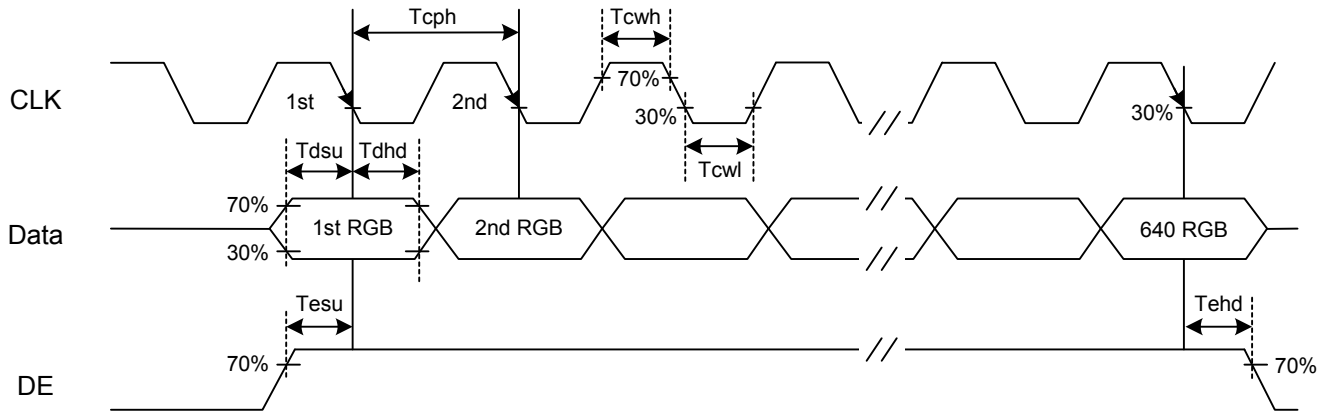 Tcph
Tcwh
CLK
1st
2nd
70%
30%
30%
Tcwl
Tdsu
Tdhd
70%
Data
1st RGB
2nd RGB
640 RGB
30%
Tesu
Tehd
70%
70%
DE